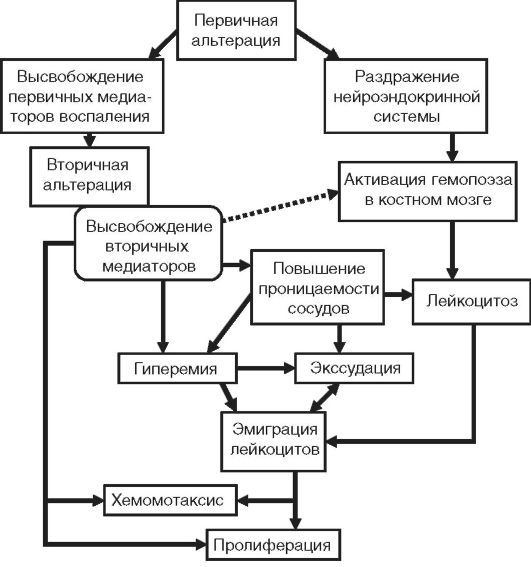 Первичная
альтерация
Высвобождение
первичных медиа-
торов воспаления
Раздражение
нейроэндокринной
системы
Вторичная
альтерация
Активация гемопоэза
в костном мозге
Высвобождение
вторичных
медиаторов
Повышение
проницаемости
сосудов
Лейкоцитоз
Гиперемия
Экссудация
Эмиграция
лейкоцитов
Хемомотаксис
Пролиферация